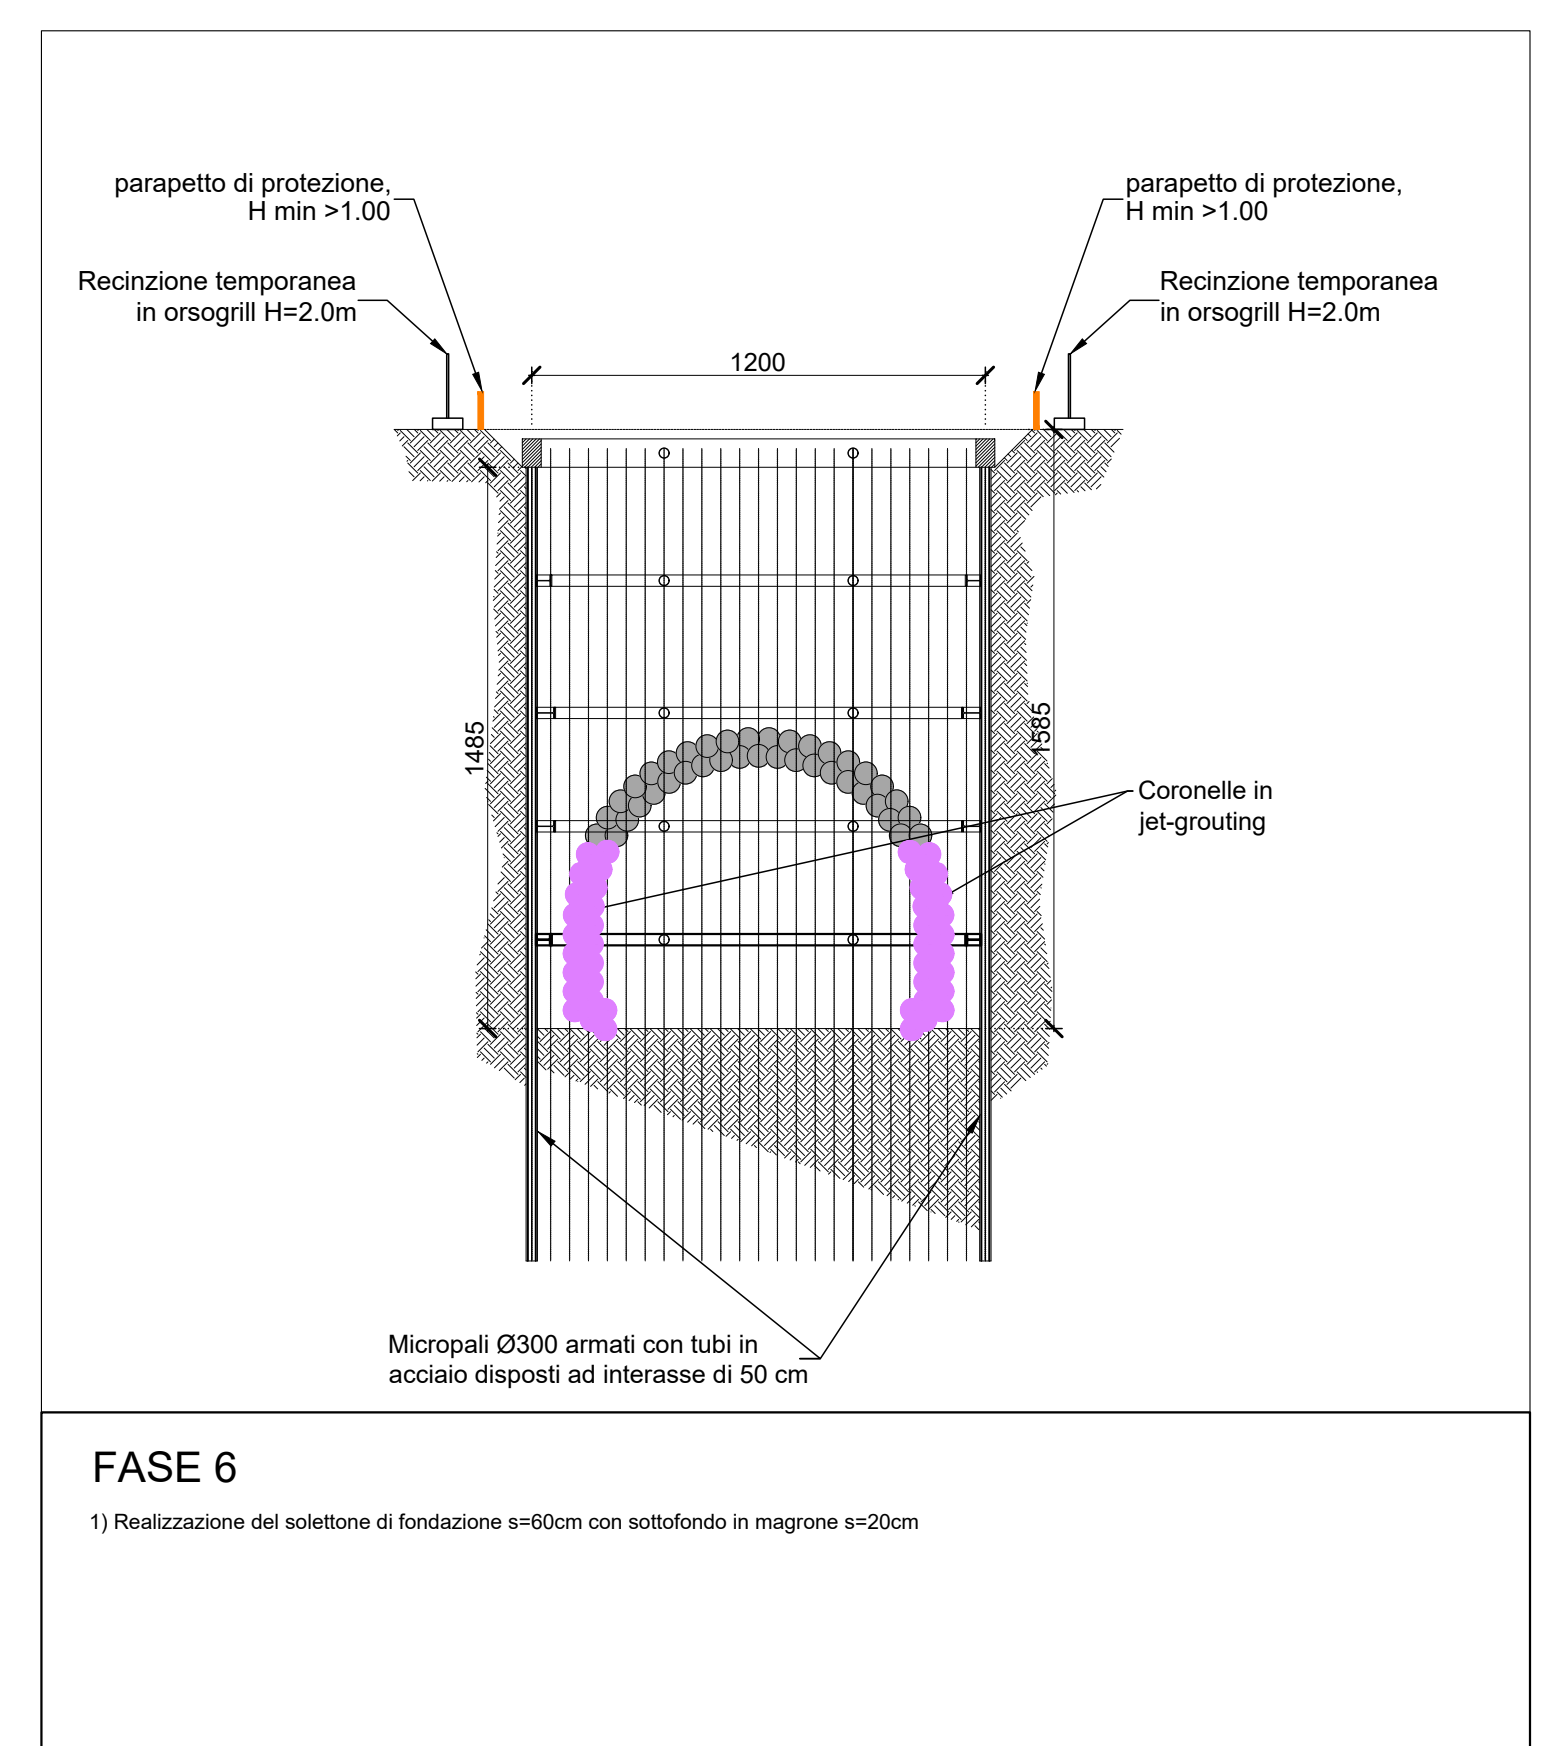 parapetto di protezione,
H min >1.00
parapetto di protezione,
H min >1.00
Recinzione temporanea
in orsogrill H=2.0m
Recinzione temporanea
in orsogrill H=2.0m
1200
1485
1585
Coronelle in
jet-grouting
Micropali Ø300 armati con tubi in
acciaio disposti ad interasse di 50 cm
FASE 6
1) Realizzazione del solettone di fondazione s=60cm con sottofondo in magrone s=20cm